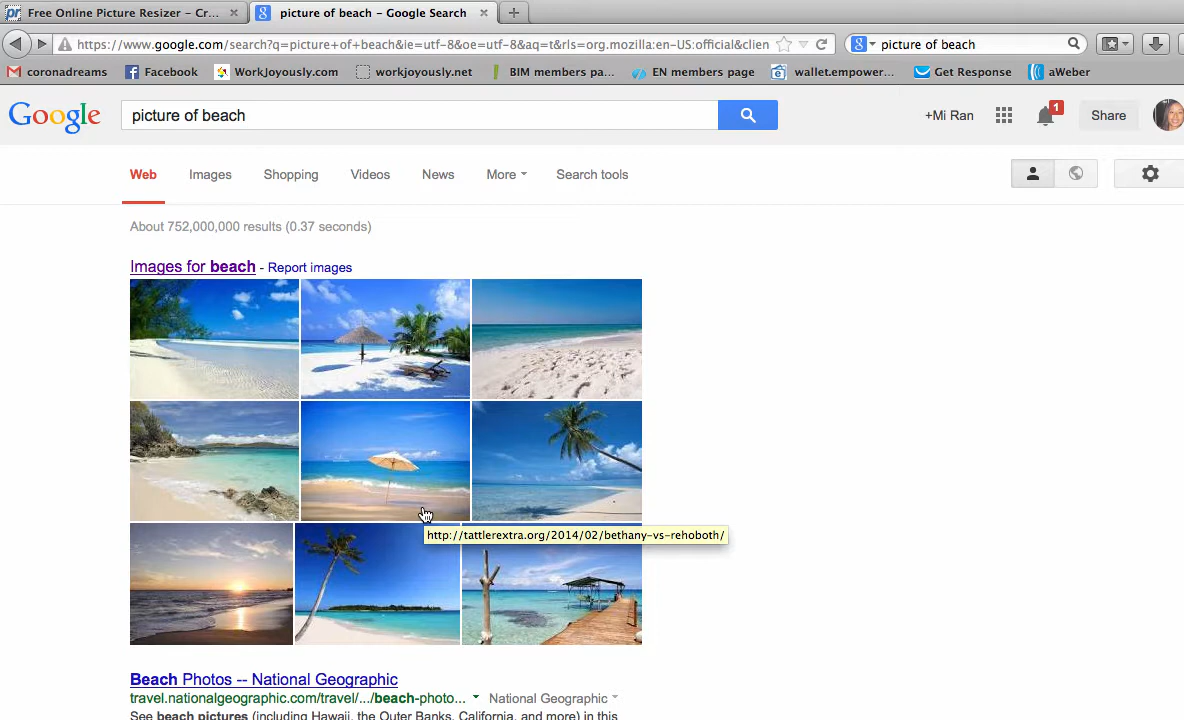 Free Online Picture Resizer - Cr...
picture of beach - Google Search
https://www.google.com/search?q=picture+of+beach&ie=utf-8&oe=utf-8&aq=t&rls=org.mozilla:en-US:official&clien
picture of beach
coronadreams
Facebook
WorkJoyously.com
workjoyously.net
BIM members pa...
EN members page
wallet.empower...
Get Response
aWeber
Google
picture of beach
+Mi Ran
1
Share
Web
Images
Shopping
Videos
News
More
Search tools
About 752,000,000 results (0.37 seconds)
Images for beach - Report images
http://tattlerextra.org/2014/02/bethany-vs-rehoboth/
Beach Photos -- National Geographic
travel.nationalgeographic.com/travel/.../beach-photo... National Geographic
See beach pictures (including Hawaii, the Outer Banks, California, and more) in this